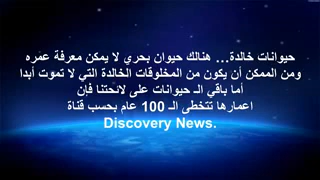 حيوانات خالدة... هنالك حيوان بحري لا يمكن معرفة عمره
ومن الممكن أن يكون من المخلوقات الخالدة التي لا تموت أبدا
أما باقي الـ حيوانات على لائحتنا فإن
اعمارها تتخطى الـ 100 عام بحسب قناة
Discovery News.